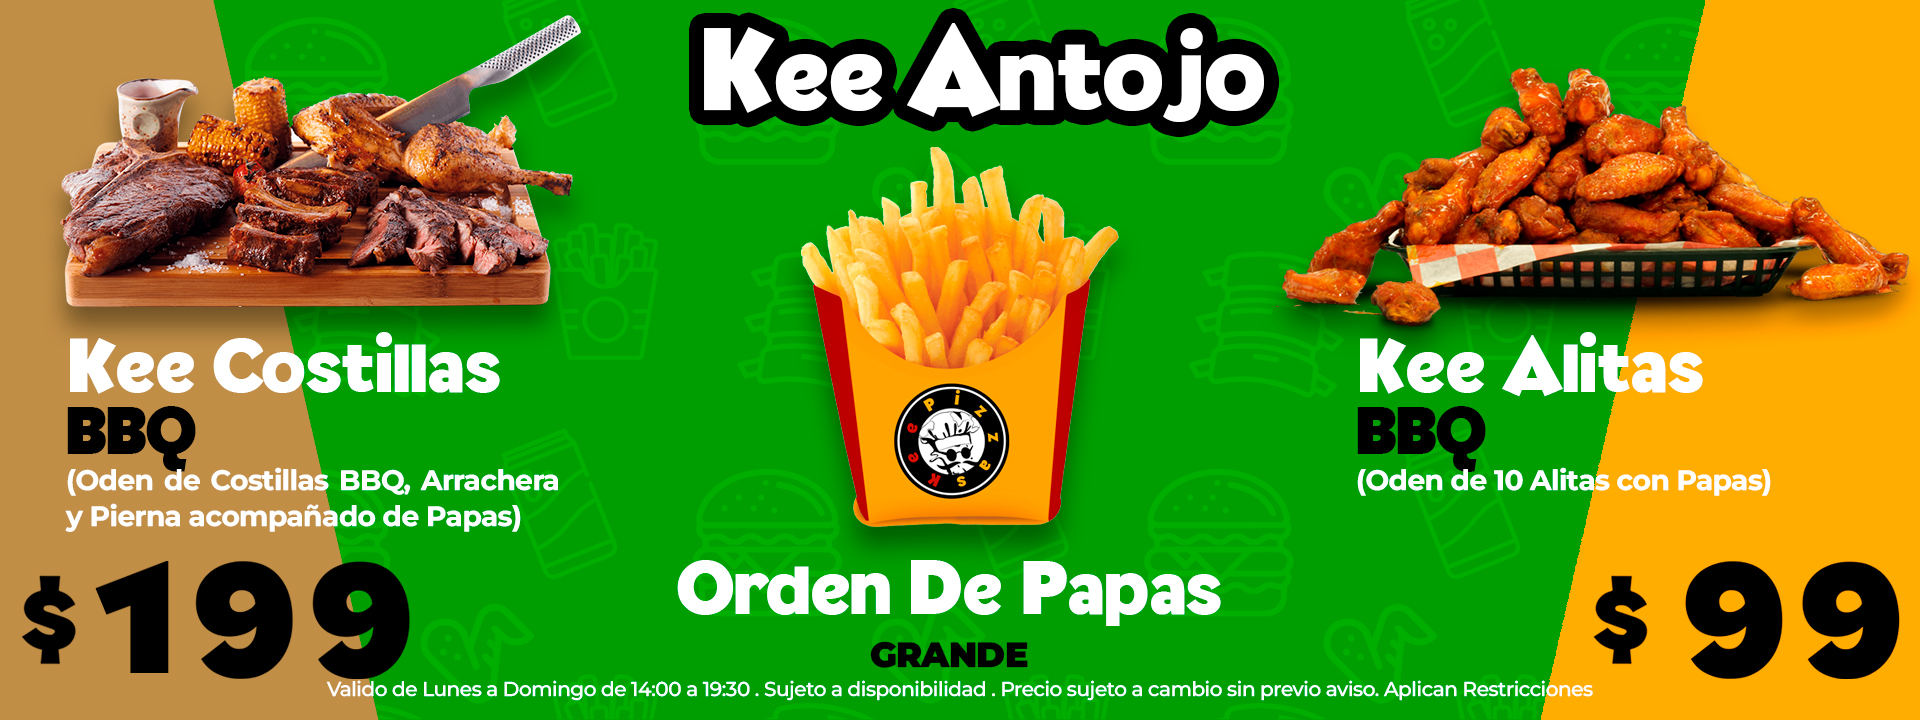 Kee Antojo
Kee Costillas
BBQ
(Oden de Costillas BBQ, Arrachera
y Pierna acompañado de Papas)
$199
Kee Pizzas
Orden De Papas
GRANDE
Kee Alitas
BBQ
(Oden de 10 Alitas con Papas)
$ 99
Valido de Lunes a Domingo de 14:00 a 19:30 . Sujeto a disponibilidad . Precio sujeto a cambio sin previo aviso. Aplican Restricciones